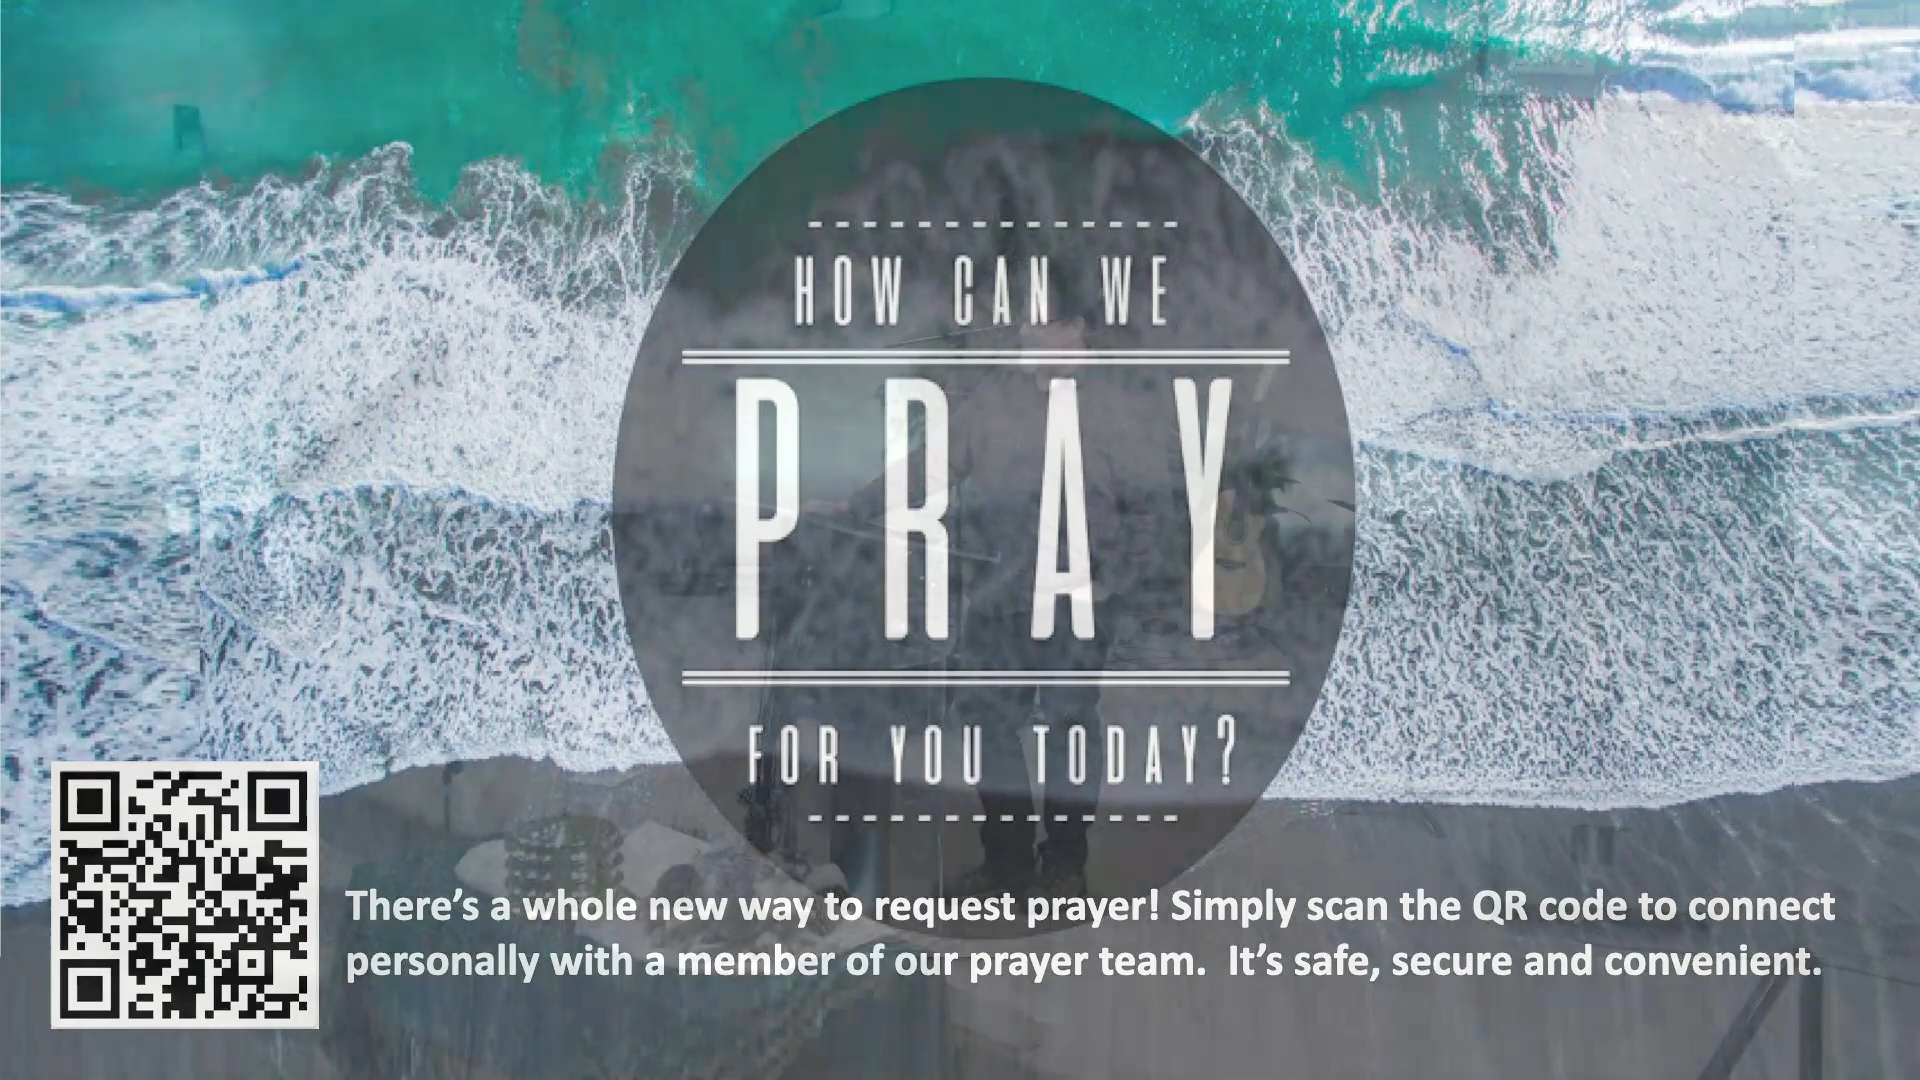 HOW CAN WE
PRAY
FOR YOU TODAY?
There's a whole new way to request prayer! Simply scan the QR code to connect
personally with a member of our prayer team.  It's safe, secure and convenient.